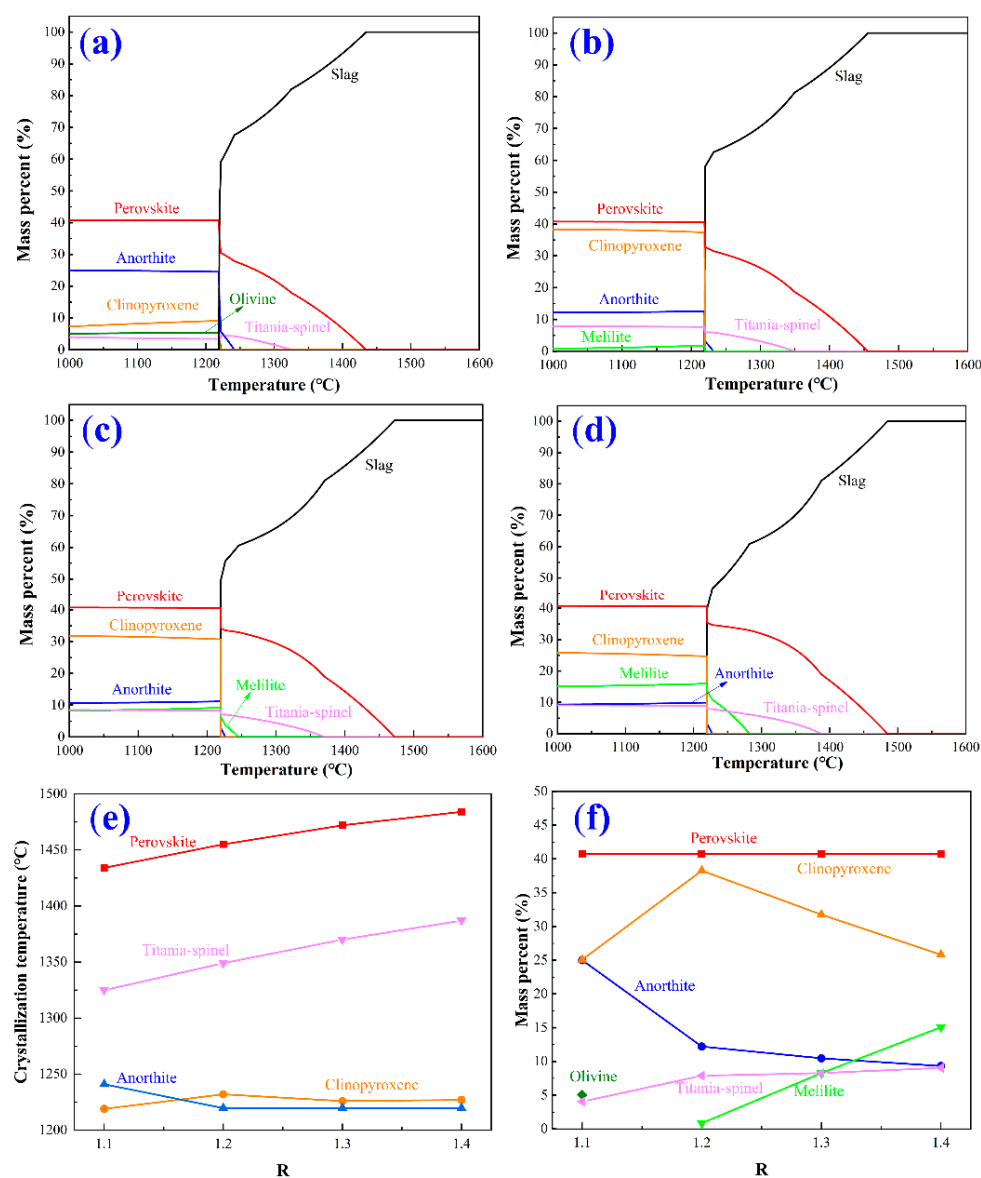 (a)
100
90
80
70
60
50
40
30
20
10
0
Mass percent (%)
Slag
Perovskite
Anorthite
Clinopyroxene
Olivine
Titania-spinel
1000 1100 1200 1300 1400 1500 1600
Temperature (℃)
(b)
100
90
80
70
60
50
40
30
20
10
0
Mass percent (%)
Slag
Perovskite
Clinopyroxene
Anorthite
Titania-spinel
Melilite
1000 1100 1200 1300 1400 1500 1600
Temperature (℃)
(c)
100
90
80
70
60
50
40
30
20
10
0
Mass percent (%)
Slag
Perovskite
Clinopyroxene
Anorthite
Melilite
Titania-spinel
1000 1100 1200 1300 1400 1500 1600
Temperature (℃)
(d)
100
90
80
70
60
50
40
30
20
10
0
Mass percent (%)
Slag
Perovskite
Clinopyroxene
Melilite
Anorthite
Titania-spinel
1000 1100 1200 1300 1400 1500 1600
Temperature (℃)
(e)
1500
1450
1400
1350
1300
1250
1200
Crystallization temperature (℃)
Perovskite
Titania-spinel
Anorthite
Clinopyroxene
1.1 1.2 1.3 1.4
R
(f)
50
45
40
35
30
25
20
15
10
5
0
Mass percent (%)
Perovskite
Clinopyroxene
Anorthite
Olivine
Titania-spinel
Melilite
1.1 1.2 1.3 1.4
R